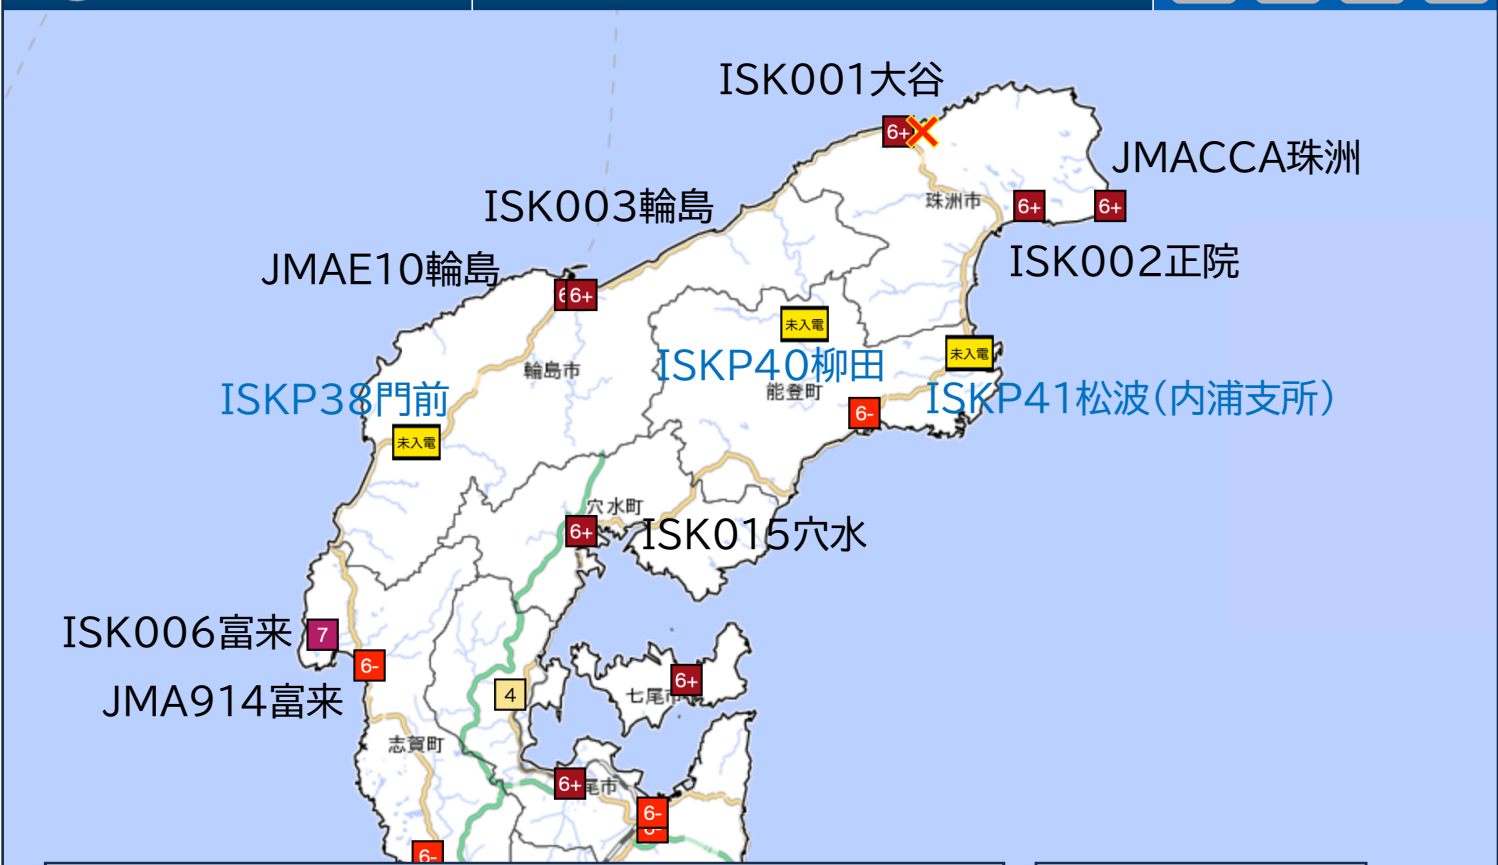 ISK001大谷
6+
JMACCA珠洲
珠洲市
6+
6+
ISK003輪島
ISK002正院
JMAE10輪島
6+
未入電
未入電
ISKP40柳田
輪島市
能登町
ISKP38門前
ISKP41松波(内浦支所)
6-
未入電
穴水町
6+
ISK015穴水
ISK006富来
7
6-
6+
JMA914富来
4
七尾市
志賀町
6+
尾市
6-
6-
6-